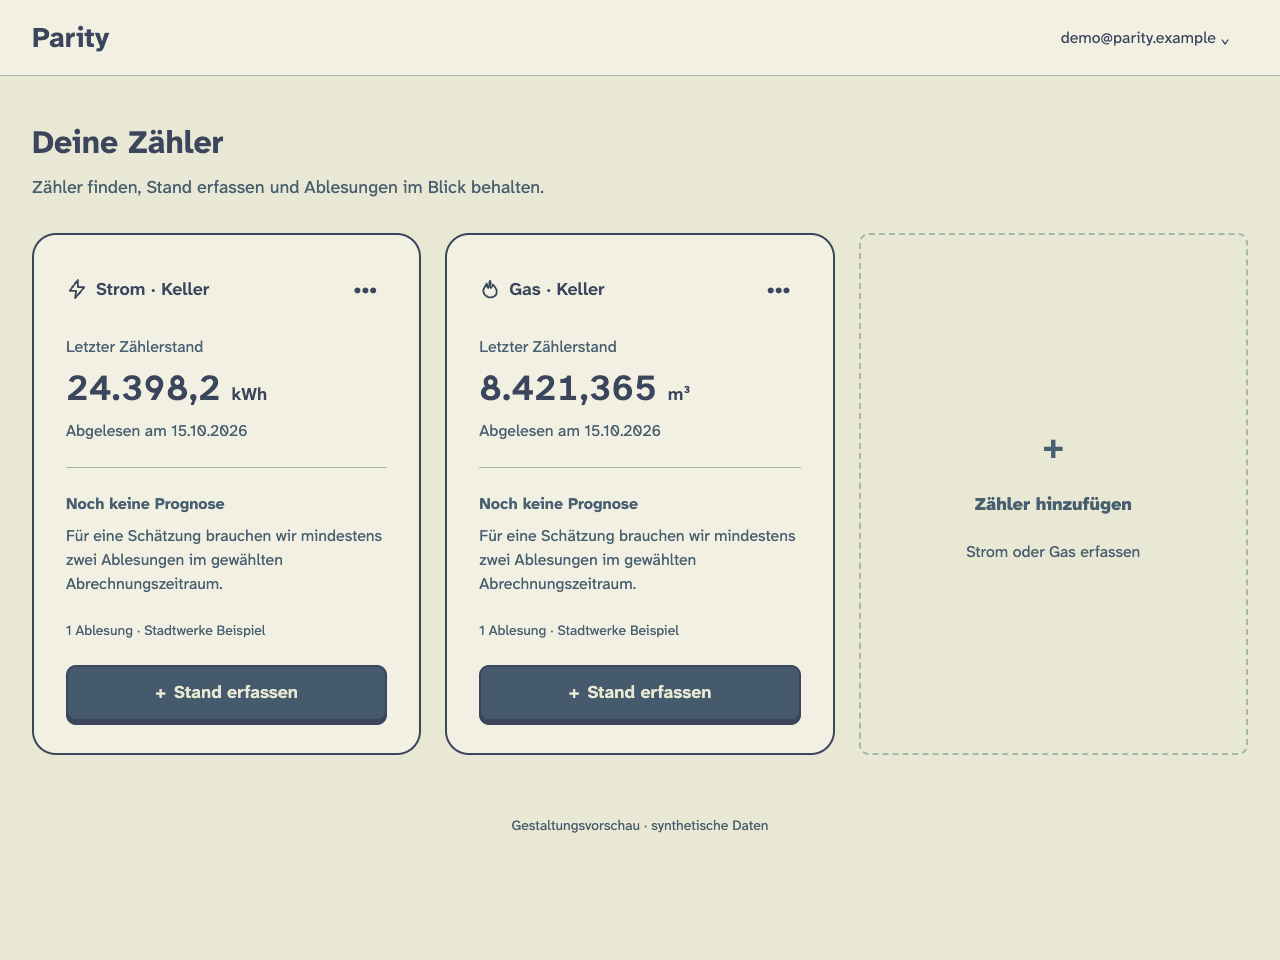 Parity
demo@parity.example
Deine Zähler
Zähler finden, Stand erfassen und Ablesungen im Blick behalten.
Strom · Keller
Letzter Zählerstand
24.398,2 kWh
Abgelesen am 15.10.2026
Noch keine Prognose
Für eine Schätzung brauchen wir mindestens
zwei Ablesungen im gewählten
Abrechnungszeitraum.
1 Ablesung · Stadtwerke Beispiel
+ Stand erfassen
Gas · Keller
Letzter Zählerstand
8.421,365 m³
Abgelesen am 15.10.2026
Noch keine Prognose
Für eine Schätzung brauchen wir mindestens
zwei Ablesungen im gewählten
Abrechnungszeitraum.
1 Ablesung · Stadtwerke Beispiel
+ Stand erfassen
+
Zähler hinzufügen
Strom oder Gas erfassen
Gestaltungsvorschau · synthetische Daten